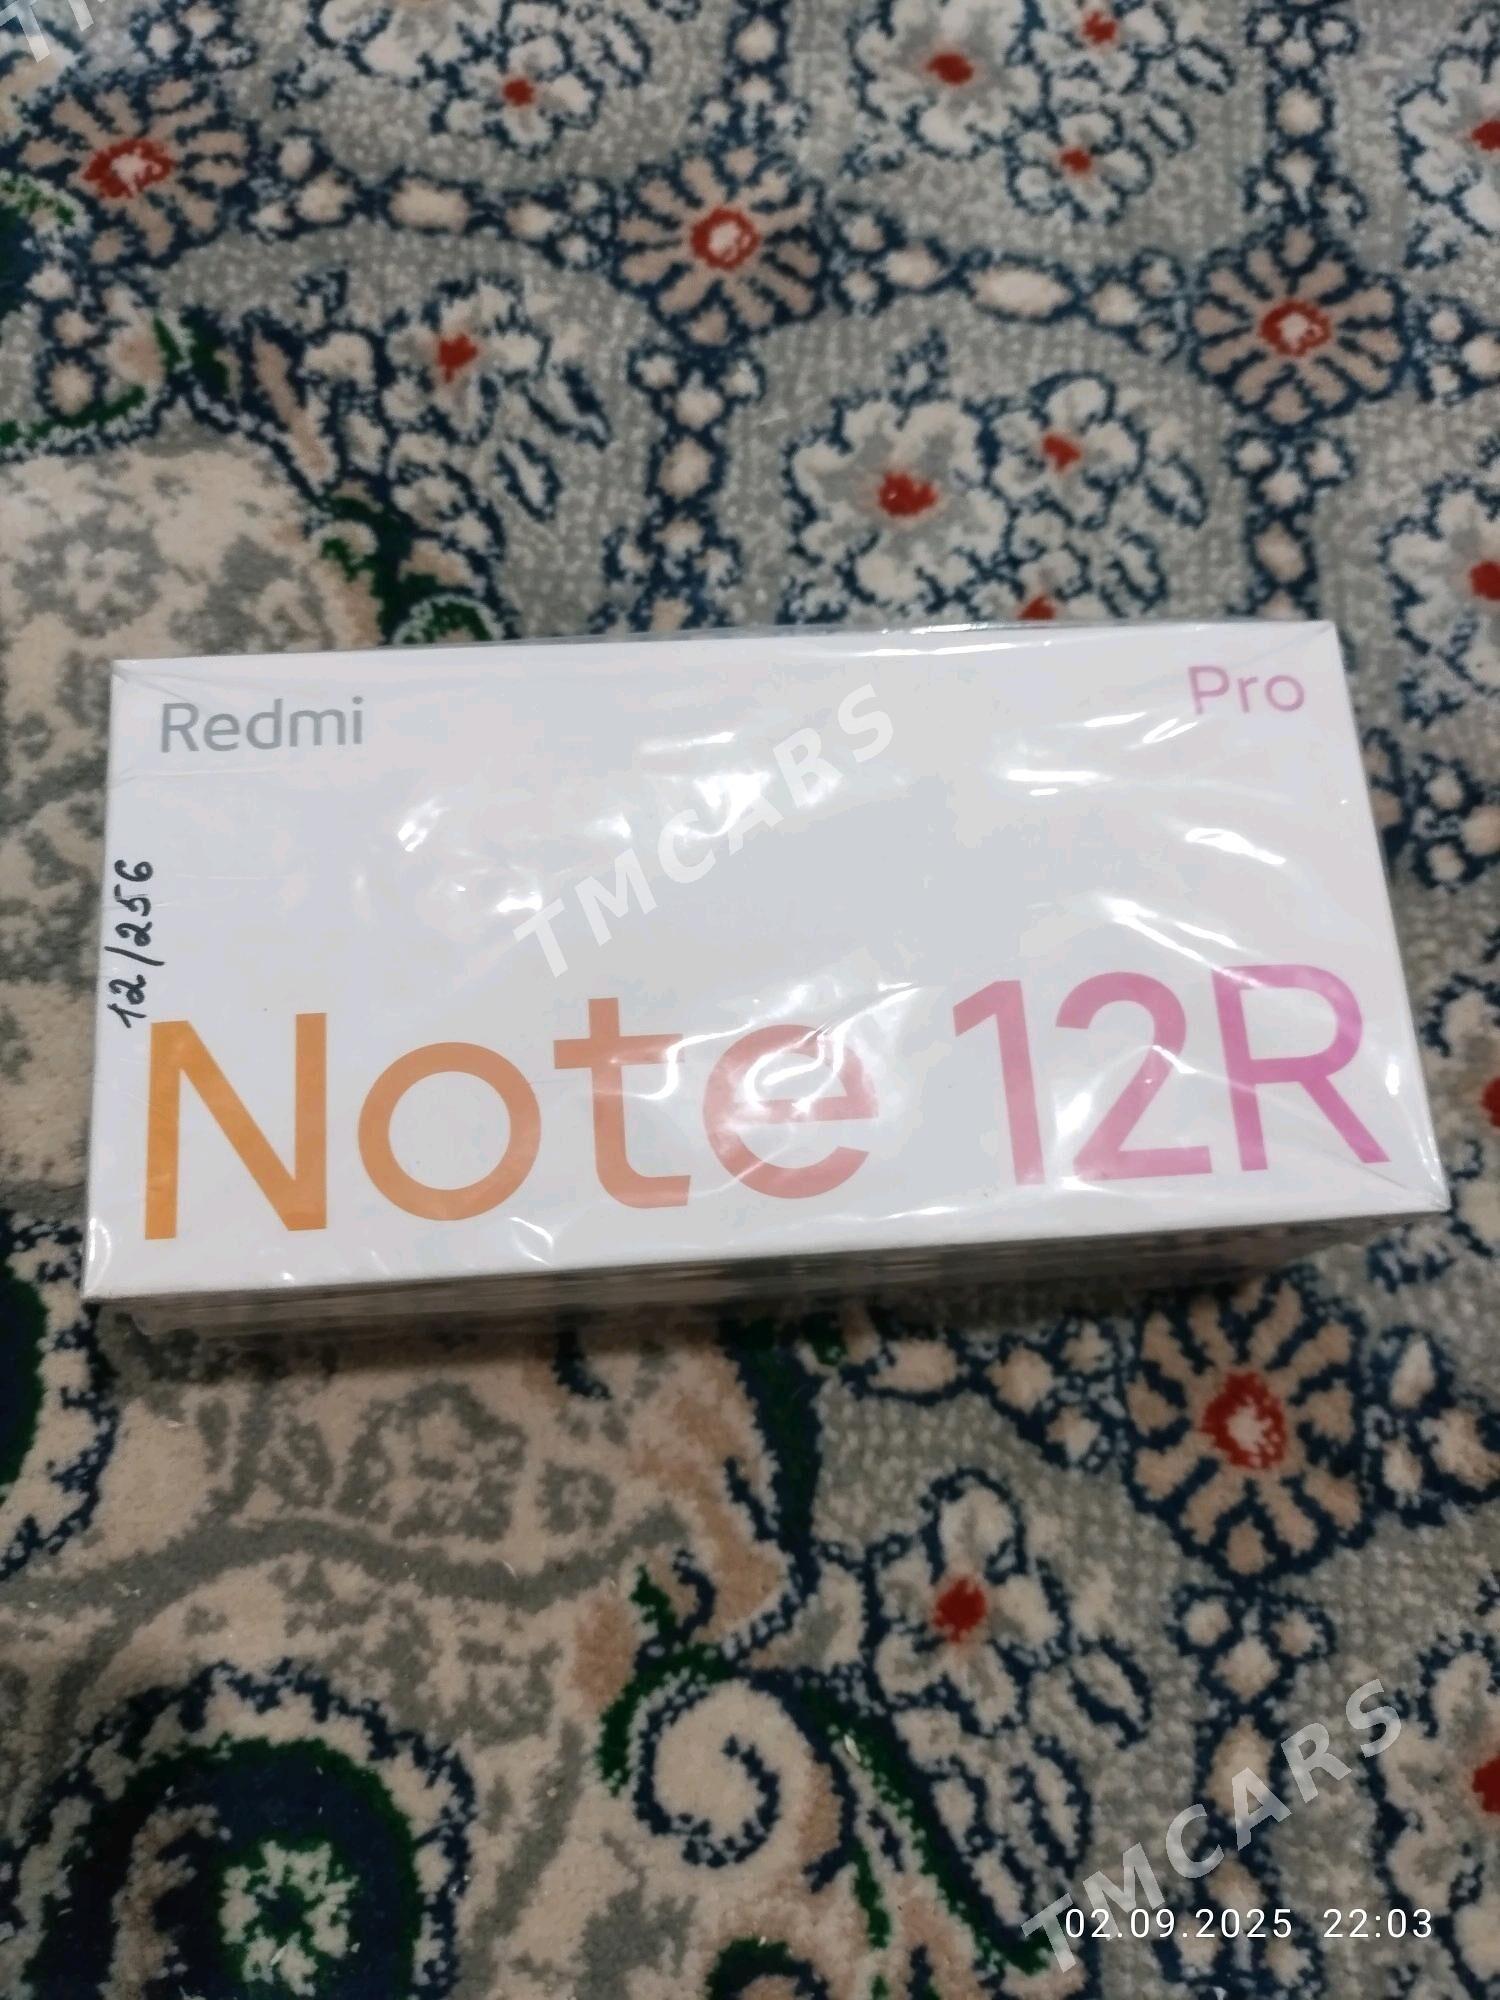 Redmi
Pro
12/256
Note 12R
TMCARS
TMCARS
02.09.2025 22:03